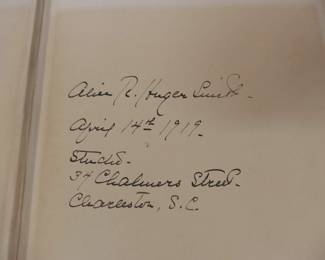 Alice R. Huger Smith-
April 14th 1919-
Studio-
34 Chalmers Street-
Charleston, S.C.